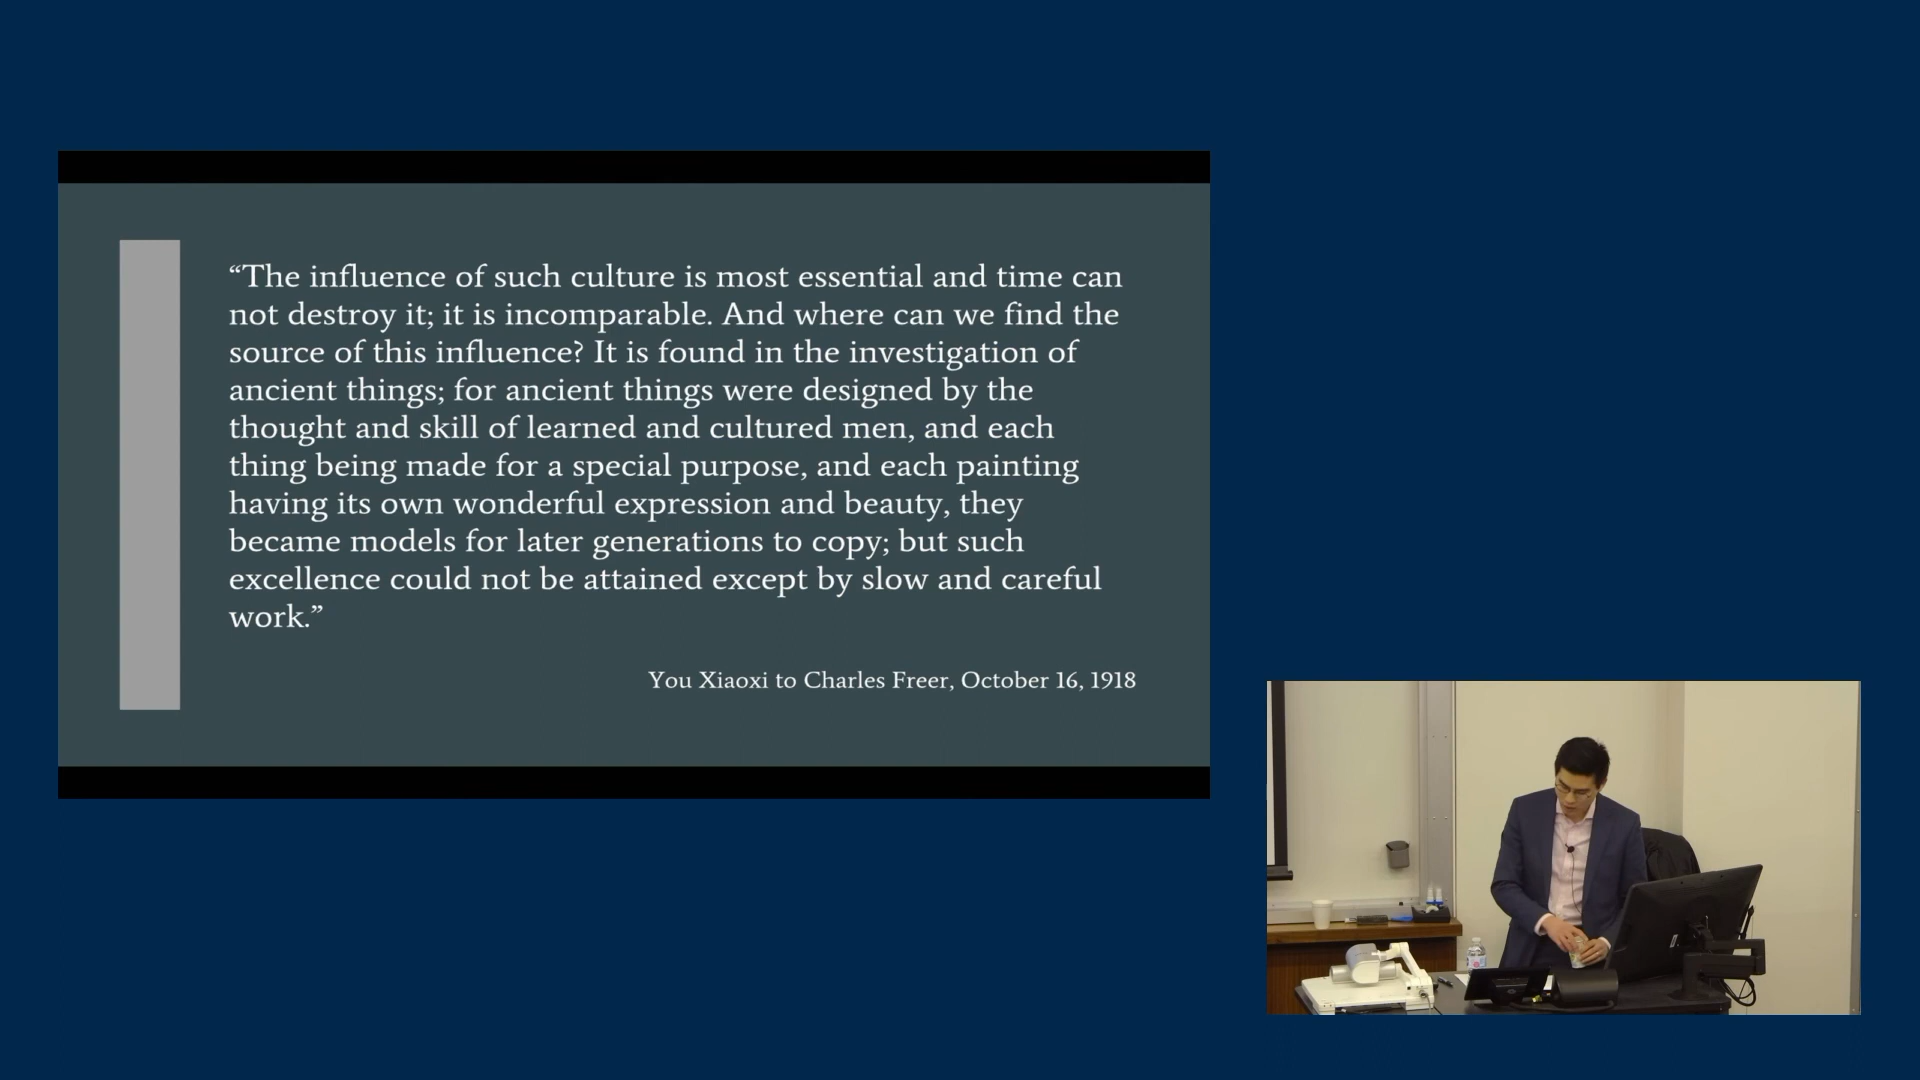 “The influence of such culture is most essential and time can
not destroy it; it is incomparable. And where can we find the
source of this influence? It is found in the investigation of
ancient things; for ancient things were designed by the
thought and skill of learned and cultured men, and each
thing being made for a special purpose, and each painting
having its own wonderful expression and beauty, they
became models for later generations to copy; but such
excellence could not be attained except by slow and careful
work.”
You Xiaoxi to Charles Freer, October 16, 1918